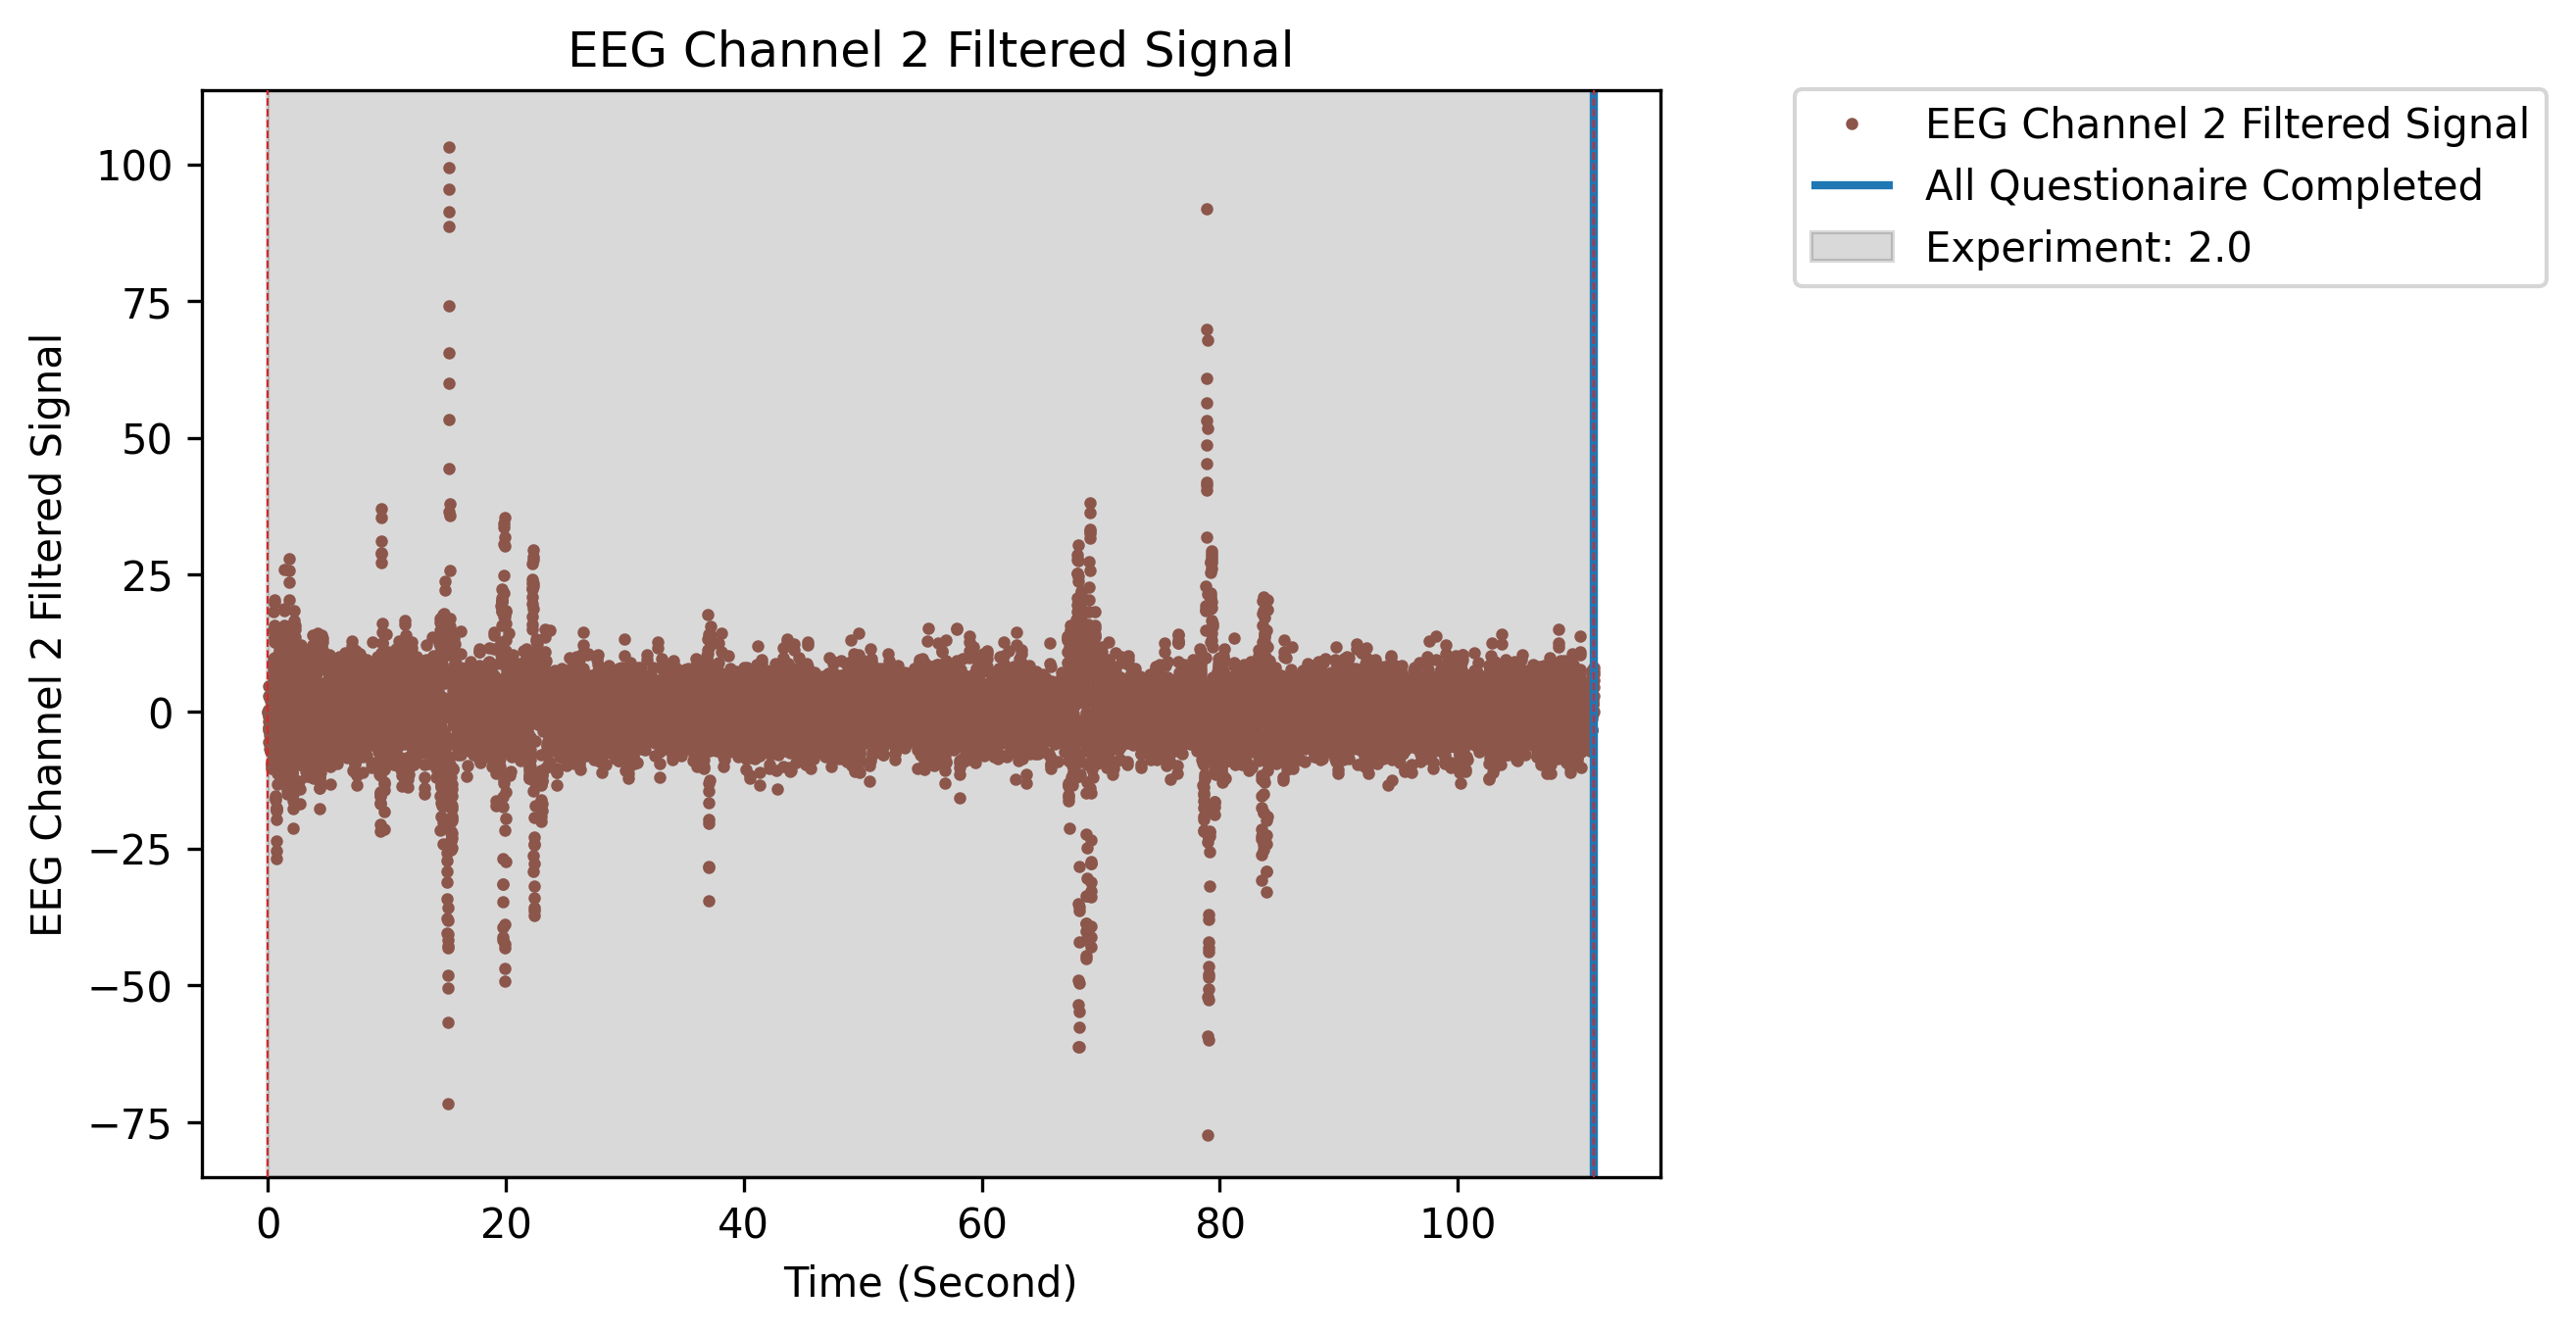 EEG Channel 2 Filtered Signal
EEG Channel 2 Filtered Signal
All Questionaire Completed
Experiment: 2.0
EEG Channel 2 Filtered Signal
100
75
50
25
0
−25
−50
−75
0 20 40 60 80 100
Time (Second)